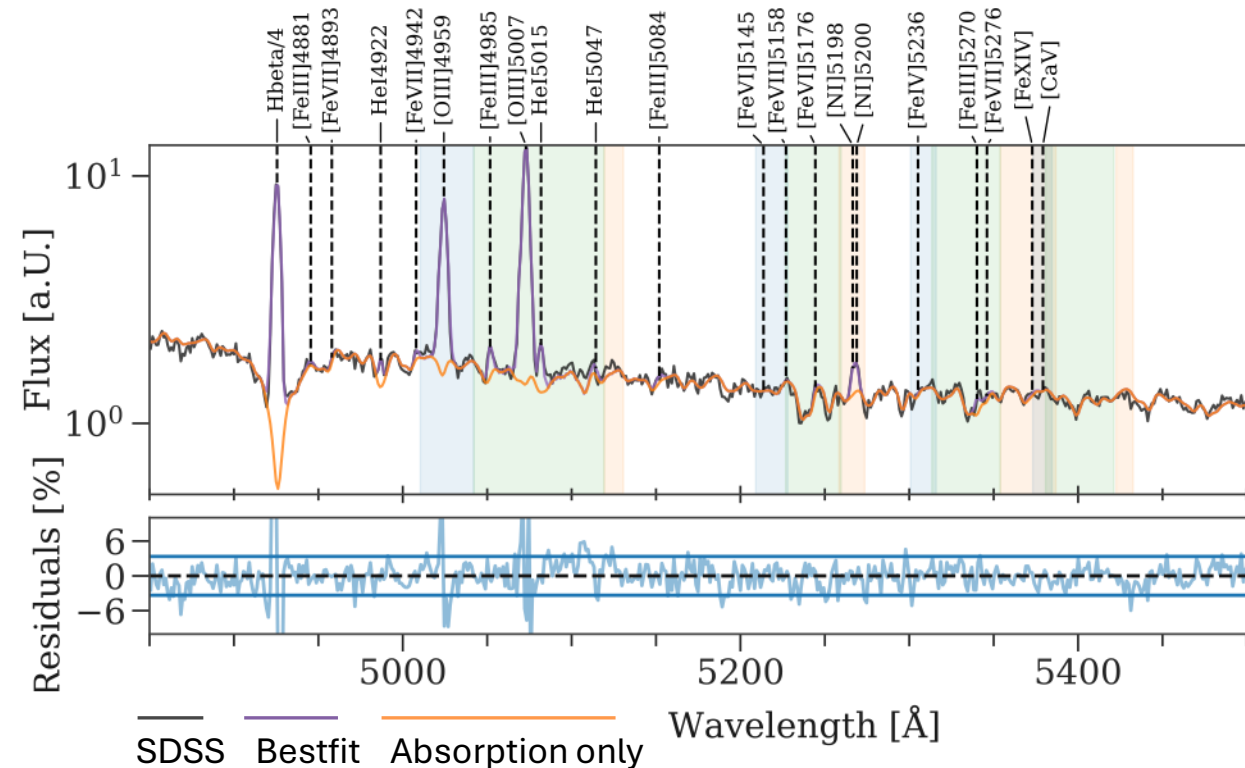 Hbeta/4
[FeIII]4881
[FeVII]4893
HeI4922
[FeVII]4942
[OIII]4959
[FeIII]4985
[OIII]5007
HeI5015
HeI5047
[FeIII]5084
[FeVI]5145
[FeVII]5158
[FeVI]5176
[NI]5198
[NI]5200
[FeIV]5236
[FeIII]5270
[FeVII]5276
[FeXIV]
[CaV]
Flux [a.U.]
10¹
10⁰
Residuals [%]
6
0
−6
5000
5200
5400
Wavelength [Å]
SDSS
Bestfit
Absorption only